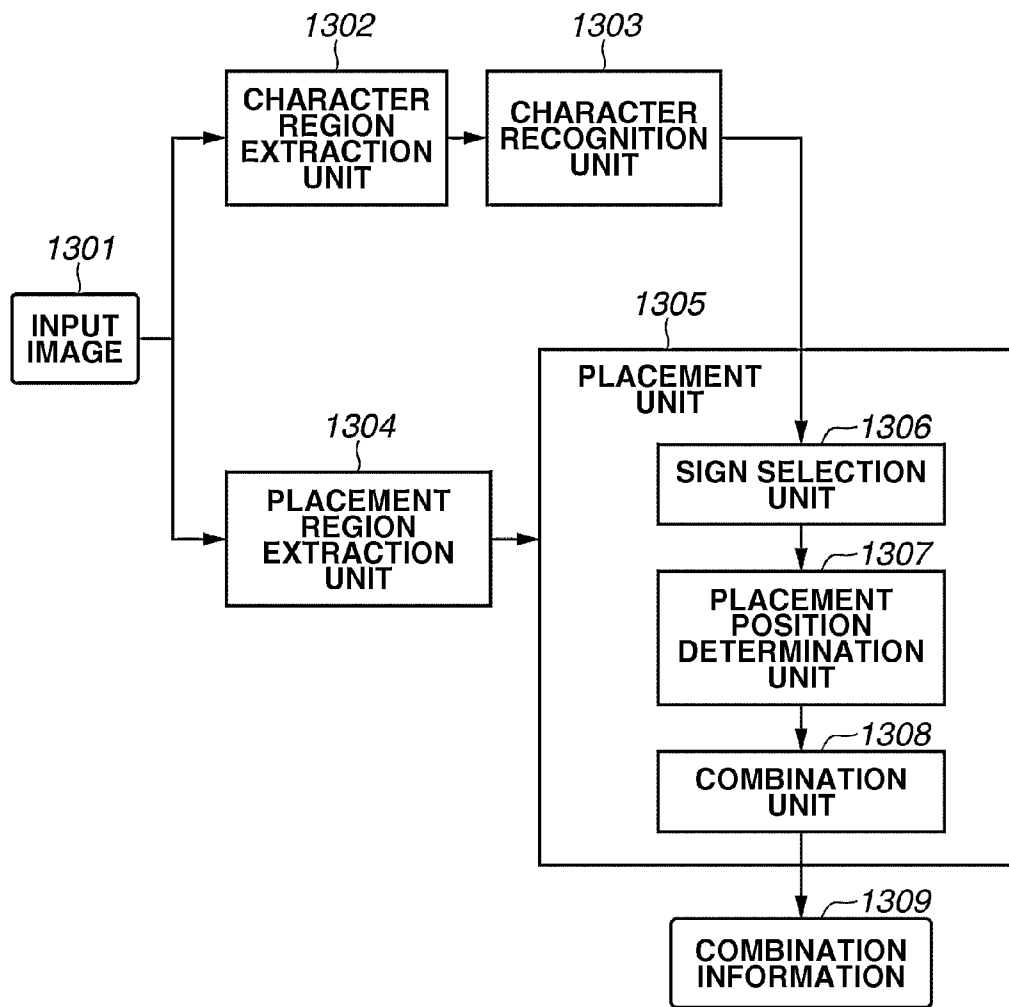 1302
CHARACTER
REGION
EXTRACTION
UNIT
1303
CHARACTER
RECOGNITION
UNIT
1301
INPUT
IMAGE
1304
PLACEMENT
REGION
EXTRACTION
UNIT
1305
PLACEMENT
UNIT
1306
SIGN SELECTION
UNIT
1307
PLACEMENT
POSITION
DETERMINATION
UNIT
1308
COMBINATION
UNIT
1309
COMBINATION
INFORMATION